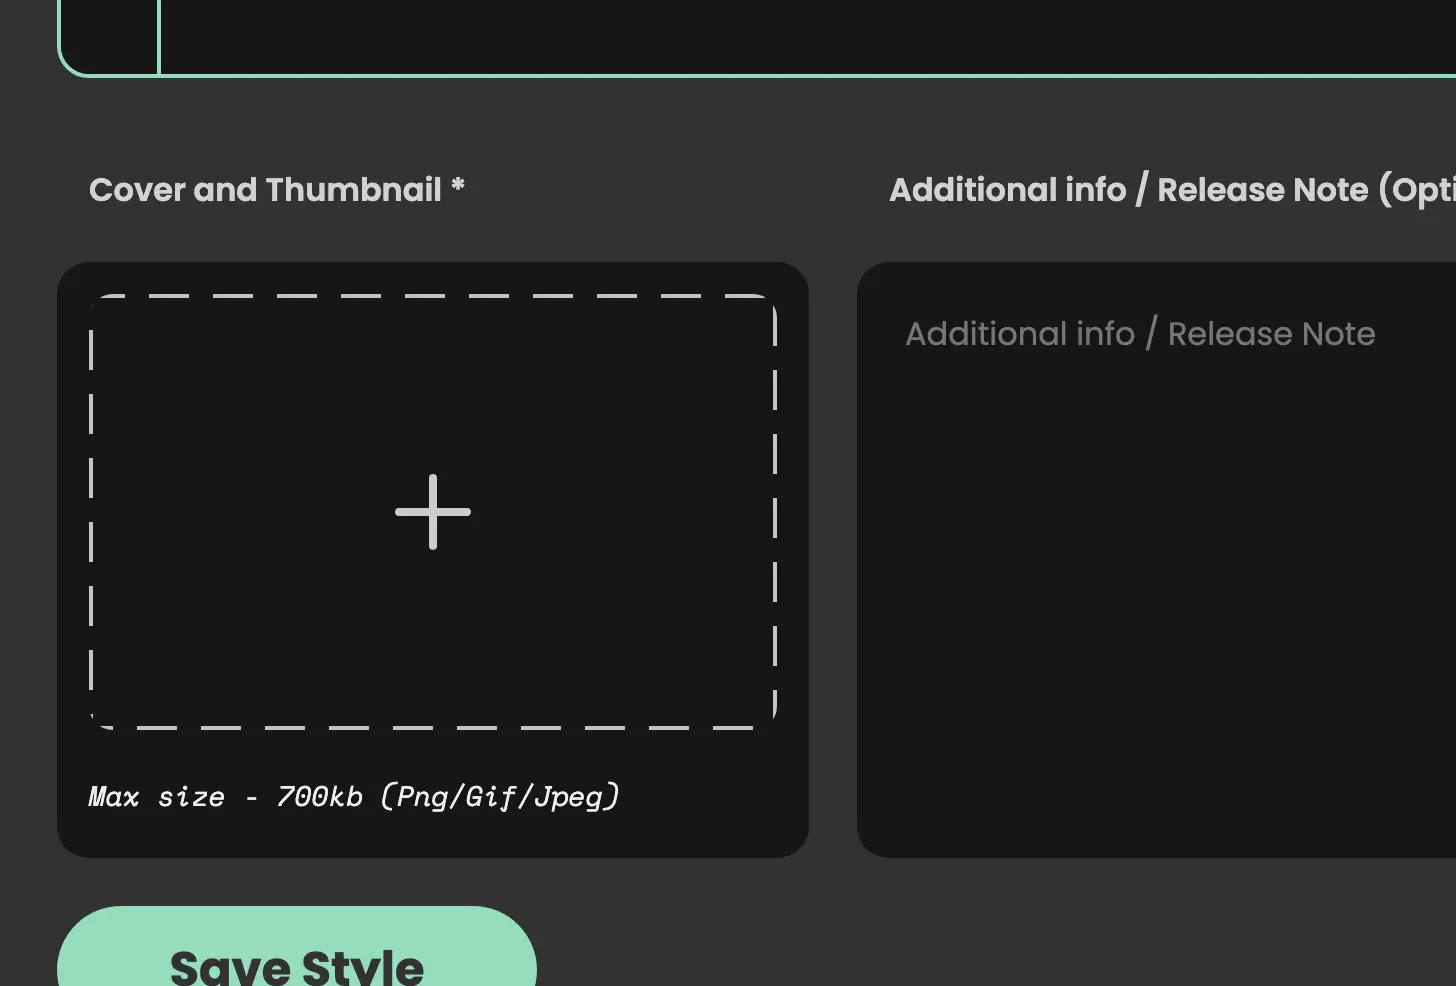 Cover and Thumbnail *
Additional info / Release Note (Opti
Additional info / Release Note
Max size - 700kb (Png/Gif/Jpeg)
Save Style